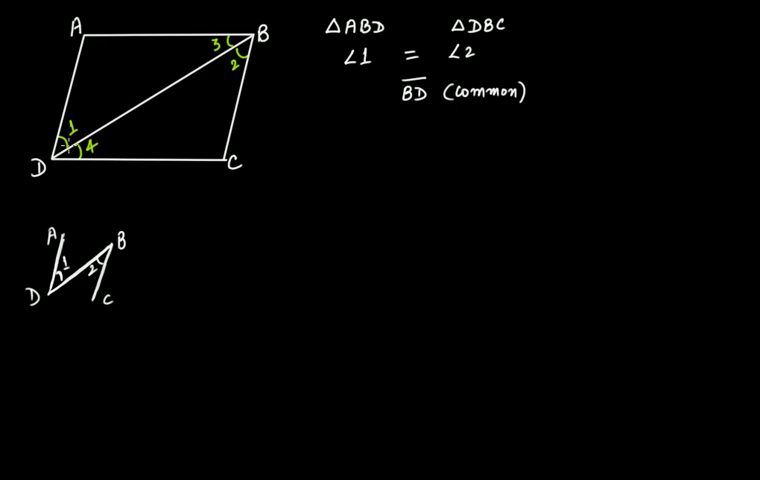 A
B
3
2
1
4
D
C
△ABD △DBC
∠1 = ∠2
BD (common)
A
B
1
2
D
C